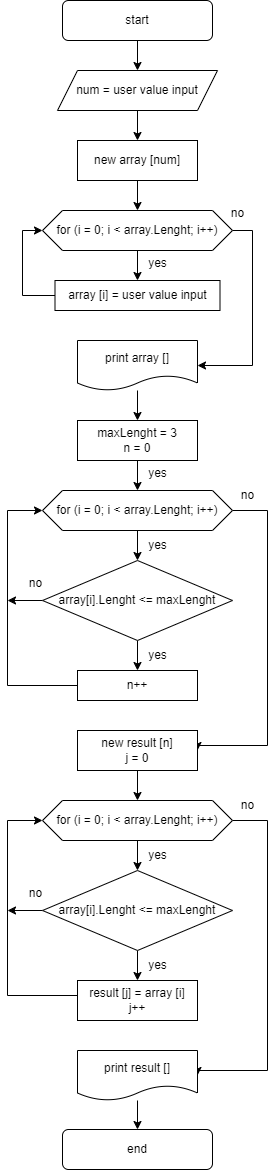 start
num = user value input
new array [num]
for (i = 0; i < array.Lenght; i++)
no
yes
array [i] = user value input
print array []
maxLenght = 3
n = 0
yes
for (i = 0; i < array.Lenght; i++)
no
yes
no
array[i].Lenght <= maxLenght
yes
n++
new result [n]
j = 0
for (i = 0; i < array.Lenght; i++)
no
yes
no
array[i].Lenght <= maxLenght
yes
result [j] = array [i]
j++
print result []
end